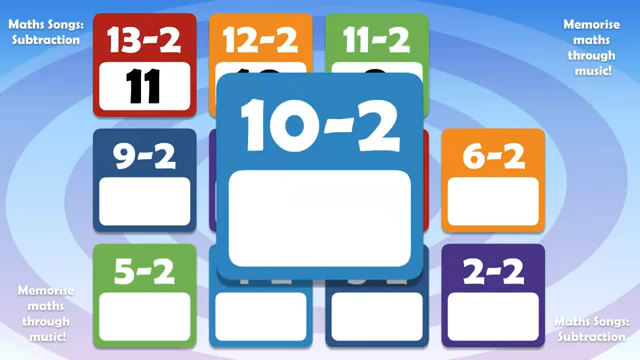 Maths Songs:
Subtraction
Memorise
maths
through
music!
13-2
12-2
11-2
11
10-2
9-2
6-2
5-2
2-2
Memorise
maths
through
music!
Maths Songs:
Subtraction